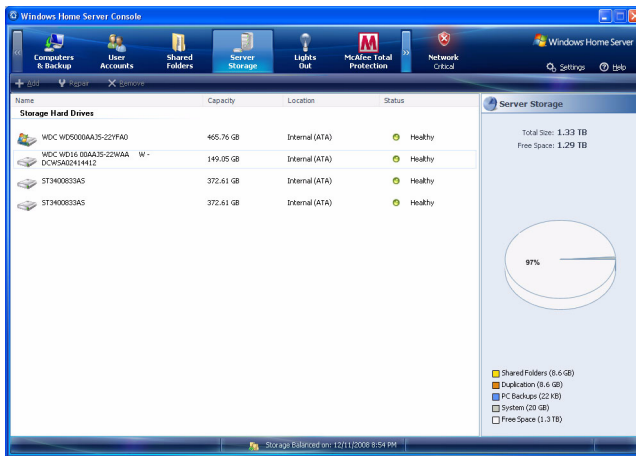 Windows Home Server Console
Computers & Backup
User Accounts
Shared Folders
Server Storage
Lights Out
McAfee Total Protection
Network Critical
Windows Home Server
Settings
Help
Add
Repair
Remove
Name Capacity Location Status
Storage Hard Drives
WDC WD5000AAJS-22YFA0 465.76 GB Internal (ATA) Healthy
WDC WD16 00AAJS-22WAA W - DCWSA02414412 149.05 GB Internal (ATA) Healthy
ST3400833AS 372.61 GB Internal (ATA) Healthy
ST3400833AS 372.61 GB Internal (ATA) Healthy
Server Storage
Total Size: 1.33 TB
Free Space: 1.29 TB
97%
Shared Folders (8.6 GB)
Duplication (8.6 GB)
PC Backups (22 KB)
System (20 GB)
Free Space (1.3 TB)
Storage Balanced on: 12/11/2008 8:54 PM